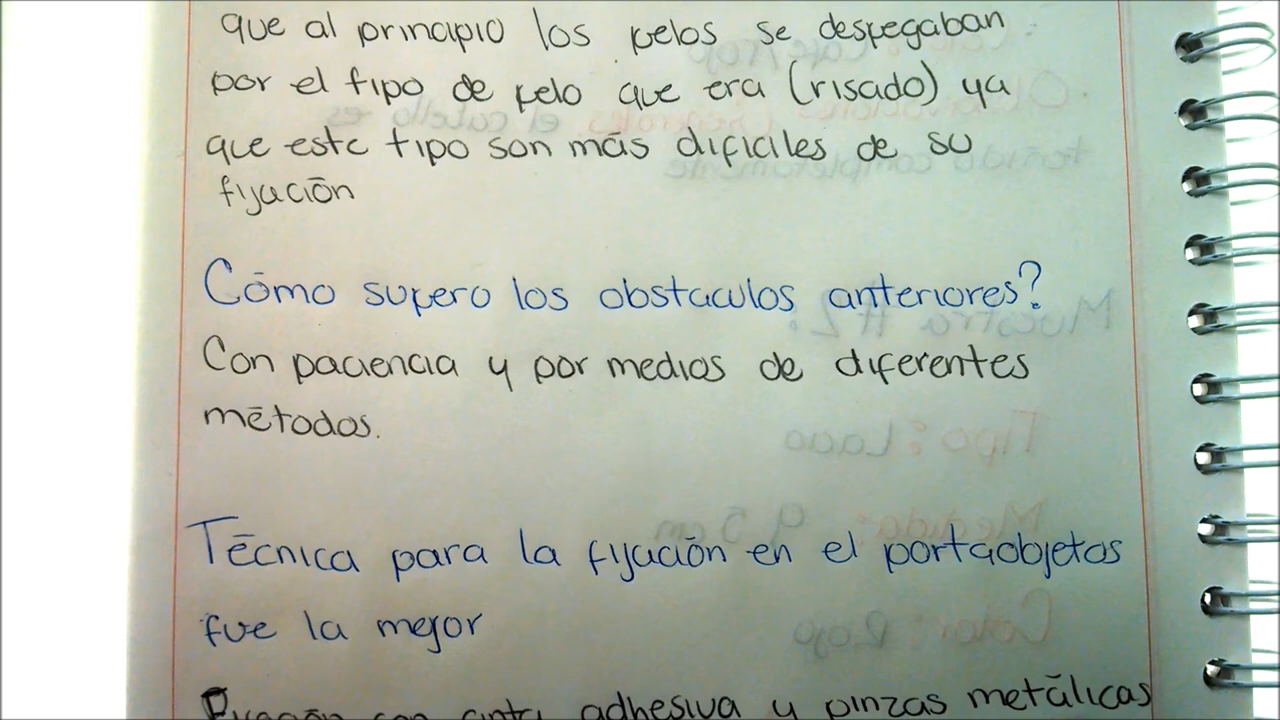 que al principio los pelos se despegaban
por el tipo de pelo que era (risado) ya
que este tipo son más dificiles de su
fijación
Cómo supero los obstaculos anteriores?
Con paciencia y por medios de diferentes
métodos.
Técnica para la fijación en el portaobjetos
fue la mejor
con cinta adhesiva y pinzas metálicas